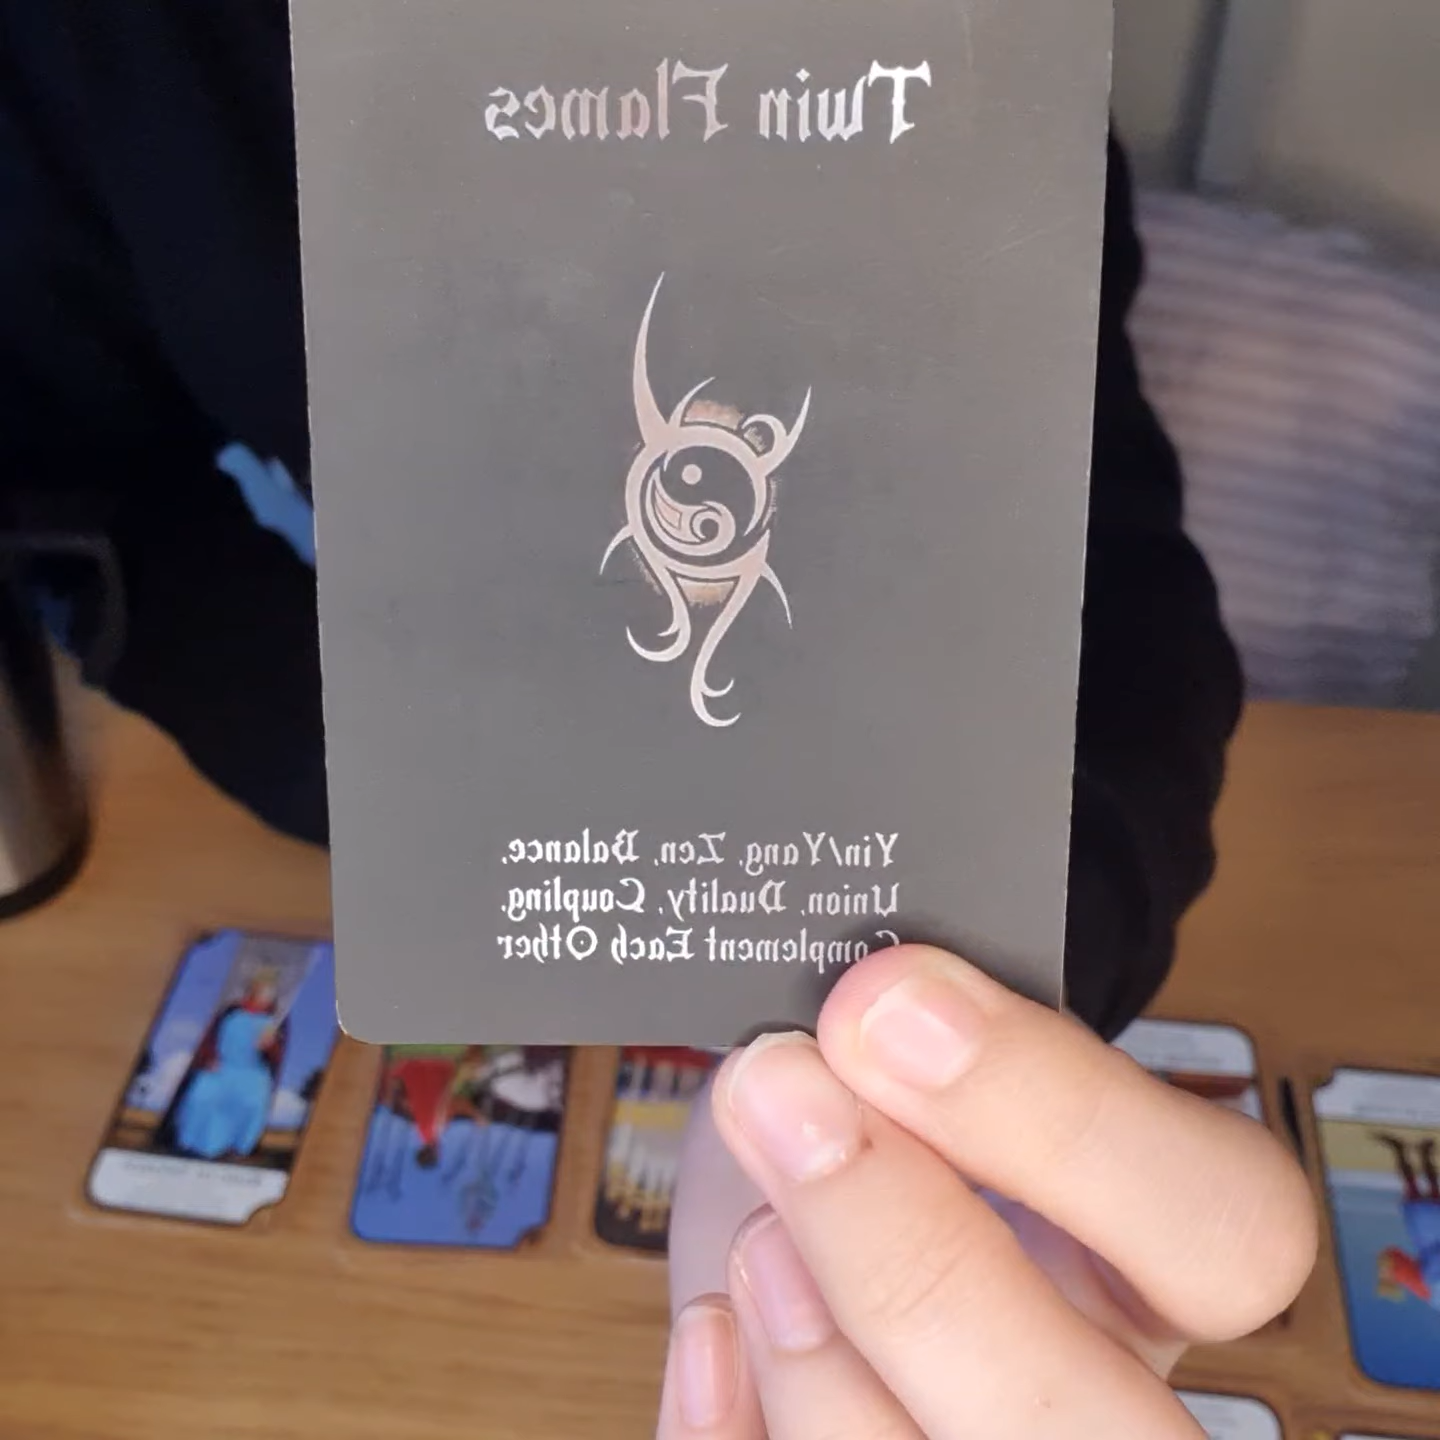 Twin Flames
Yin/Yang, Zen, Balance,
Union, Duality, Coupling,
Complement Each Other